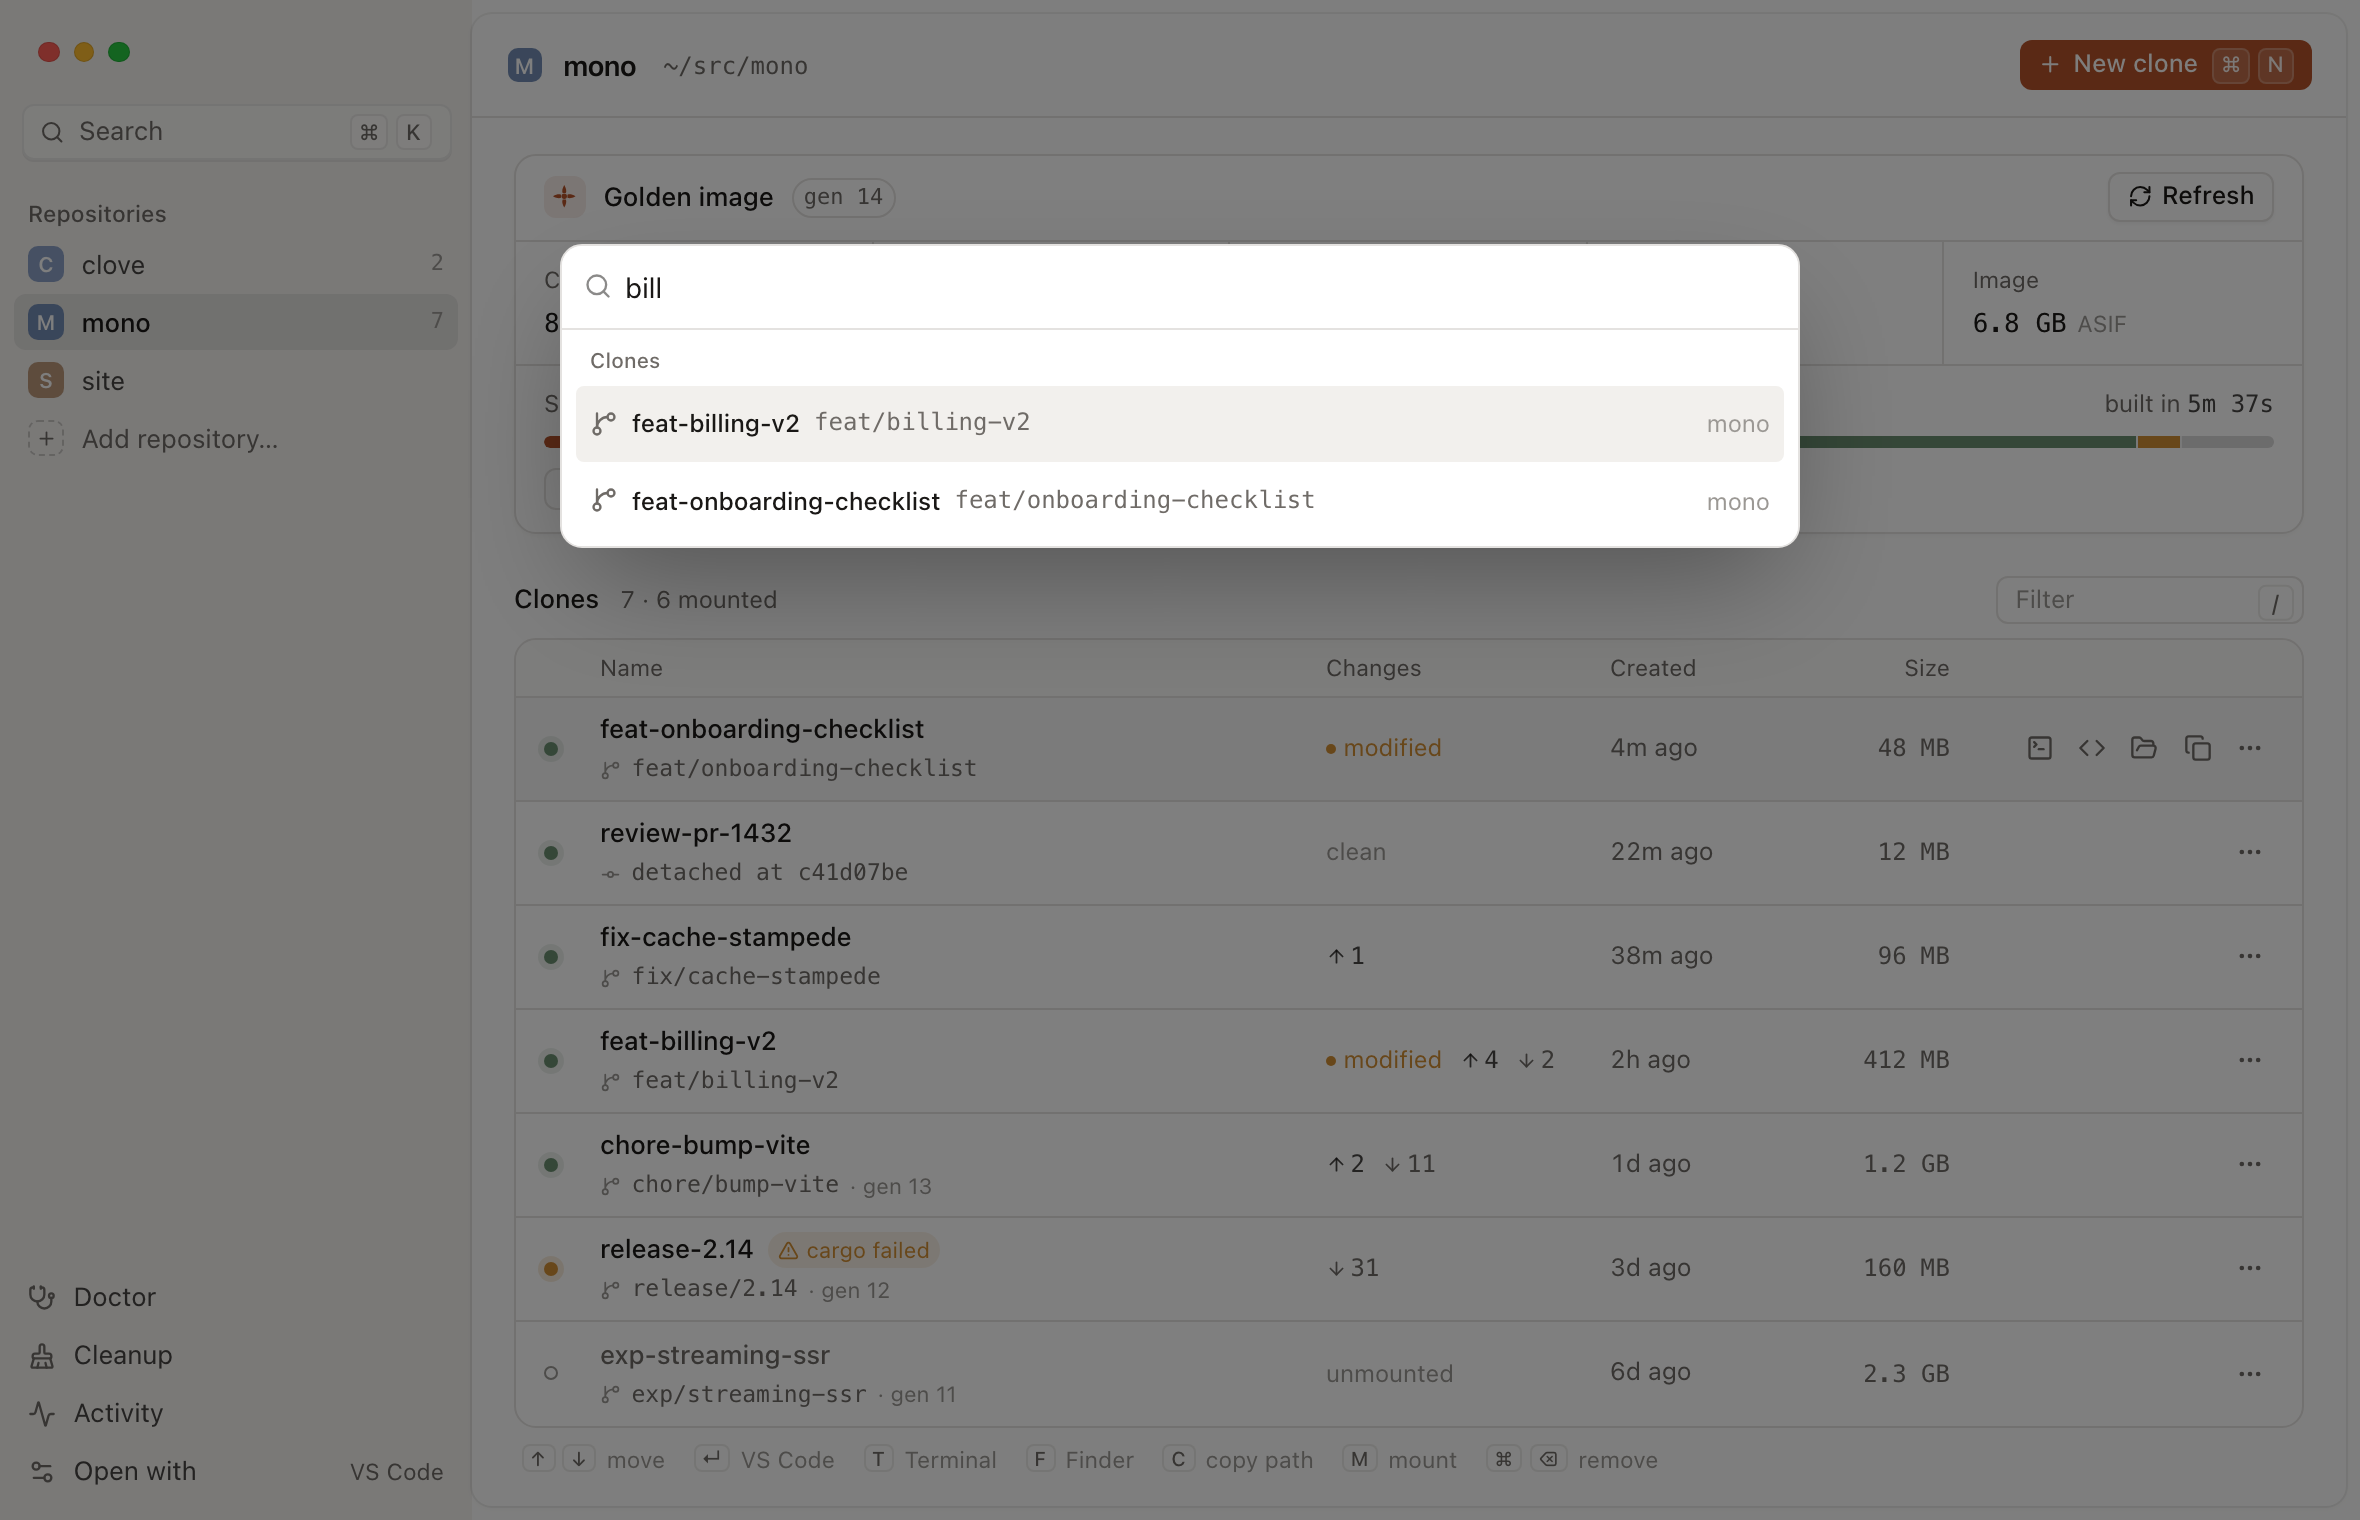 M mono ~/src/mono
+ New clone ⌘ N
Search ⌘ K
Repositories
C clove 2
M mono 7
S site
+ Add repository...
Doctor
Cleanup
Activity
Open with VS Code
Golden image gen 14
Refresh
Image
6.8 GB ASIF
built in 5m 37s
bill
Clones
feat-billing-v2 feat/billing-v2 mono
feat-onboarding-checklist feat/onboarding-checklist mono
Clones 7 · 6 mounted
Filter /
Name Changes Created Size
feat-onboarding-checklist
feat/onboarding-checklist
modified 4m ago 48 MB
review-pr-1432
detached at c41d07be
clean 22m ago 12 MB
fix-cache-stampede
fix/cache-stampede
↑ 1 38m ago 96 MB
feat-billing-v2
feat/billing-v2
modified ↑ 4 ↓ 2 2h ago 412 MB
chore-bump-vite
chore/bump-vite · gen 13
↑ 2 ↓ 11 1d ago 1.2 GB
release-2.14 cargo failed
release/2.14 · gen 12
↓ 31 3d ago 160 MB
exp-streaming-ssr
exp/streaming-ssr · gen 11
unmounted 6d ago 2.3 GB
↑ ↓ move ↵ VS Code T Terminal F Finder C copy path M mount ⌘ ⌫ remove